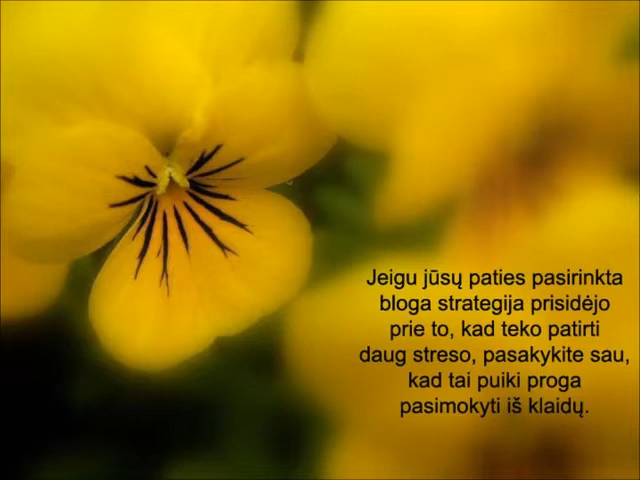 Jeigu jūsų paties pasirinkta
bloga strategija prisidėjo
prie to, kad teko patirti
daug streso, pasakykite sau,
kad tai puiki proga
pasimokyti iš klaidų.